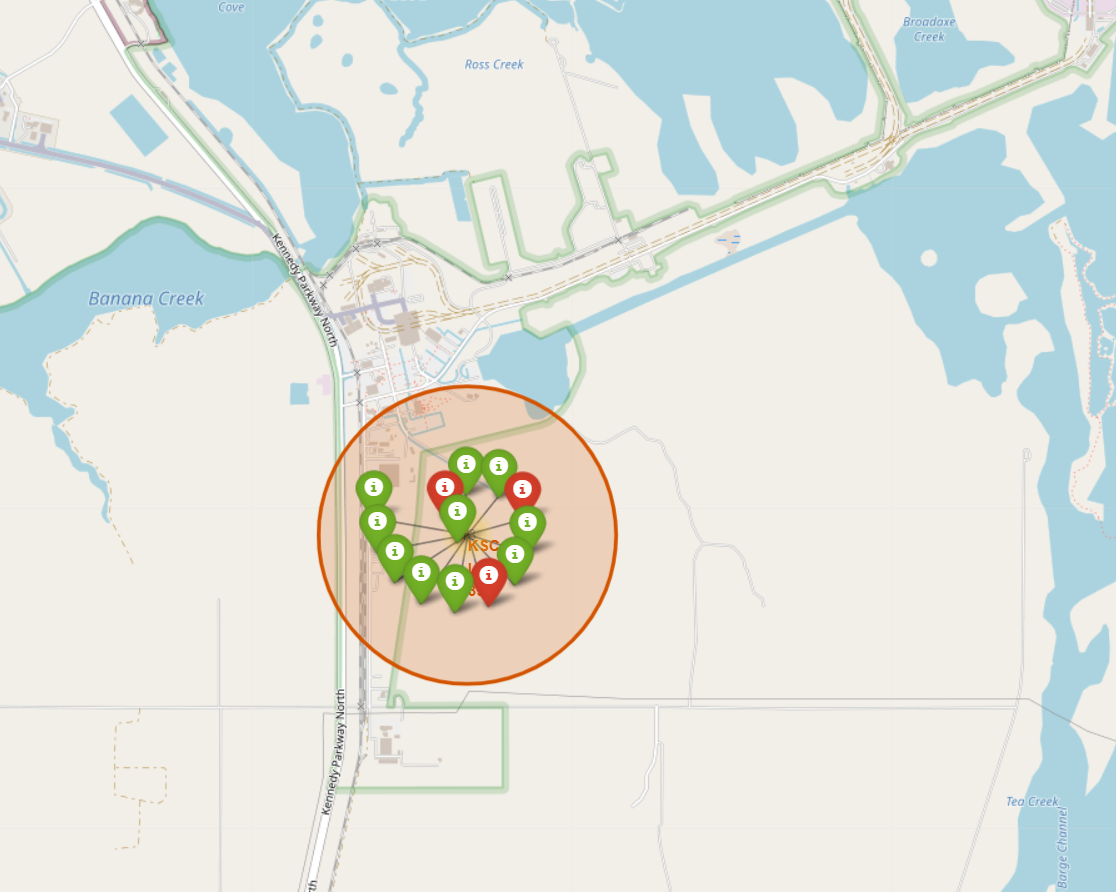 Cove
Broadaxe
Creek
Ross Creek
Kennedy Parkway North
Banana Creek
KSC
Kennedy Parkway North
Tea Creek
Barge Channel